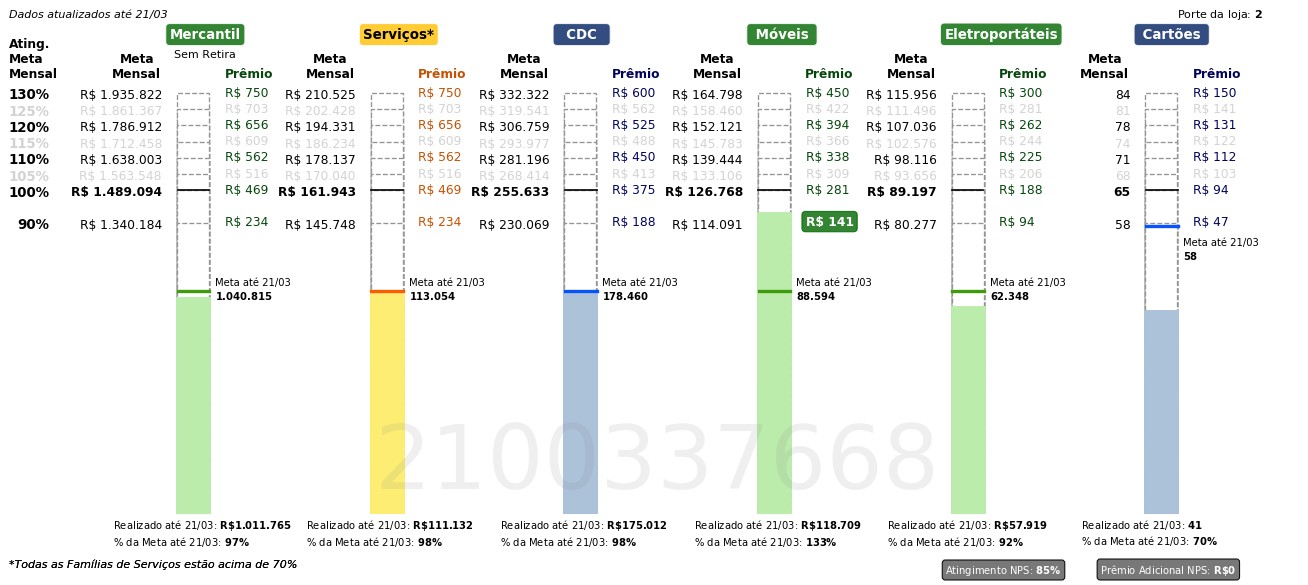 Dados atualizados até 21/03 Porte da loja: 2
Mercantil Serviços* CDC Móveis Eletroportáteis Cartões
Sem Retira
Ating. Meta Mensal Meta Mensal Prêmio Meta Mensal Prêmio Meta Mensal Prêmio Meta Mensal Prêmio Meta Mensal Prêmio Meta Mensal Prêmio
130% R$ 1.935.822 R$ 750 R$ 210.525 R$ 750 R$ 332.322 R$ 600 R$ 164.798 R$ 450 R$ 115.956 R$ 300 84 R$ 150
125% R$ 1.861.367 R$ 703 R$ 202.428 R$ 703 R$ 319.541 R$ 562 R$ 158.460 R$ 422 R$ 111.496 R$ 281 81 R$ 141
120% R$ 1.786.912 R$ 656 R$ 194.331 R$ 656 R$ 306.759 R$ 525 R$ 152.121 R$ 394 R$ 107.036 R$ 262 78 R$ 131
115% R$ 1.712.458 R$ 609 R$ 186.234 R$ 609 R$ 293.977 R$ 488 R$ 145.783 R$ 366 R$ 102.576 R$ 244 74 R$ 122
110% R$ 1.638.003 R$ 562 R$ 178.137 R$ 562 R$ 281.196 R$ 450 R$ 139.444 R$ 338 R$ 98.116 R$ 225 71 R$ 112
105% R$ 1.563.548 R$ 516 R$ 170.040 R$ 516 R$ 268.414 R$ 413 R$ 133.106 R$ 309 R$ 93.656 R$ 206 68 R$ 103
100% R$ 1.489.094 R$ 469 R$ 161.943 R$ 469 R$ 255.633 R$ 375 R$ 126.768 R$ 281 R$ 89.197 R$ 188 65 R$ 94
90% R$ 1.340.184 R$ 234 R$ 145.748 R$ 234 R$ 230.069 R$ 188 R$ 114.091 R$ 141 R$ 80.277 R$ 94 58 R$ 47
Meta até 21/03
58
Meta até 21/03 Meta até 21/03 Meta até 21/03 Meta até 21/03 Meta até 21/03
1.040.815 113.054 178.460 88.594 62.348
2100337668
Realizado até 21/03: R$1.011.765 Realizado até 21/03: R$111.132 Realizado até 21/03: R$175.012 Realizado até 21/03: R$118.709 Realizado até 21/03: R$57.919 Realizado até 21/03: 41
% da Meta até 21/03: 97% % da Meta até 21/03: 98% % da Meta até 21/03: 98% % da Meta até 21/03: 133% % da Meta até 21/03: 92% % da Meta até 21/03: 70%
*Todas as Famílias de Serviços estão acima de 70% Atingimento NPS: 85% Prêmio Adicional NPS: R$0